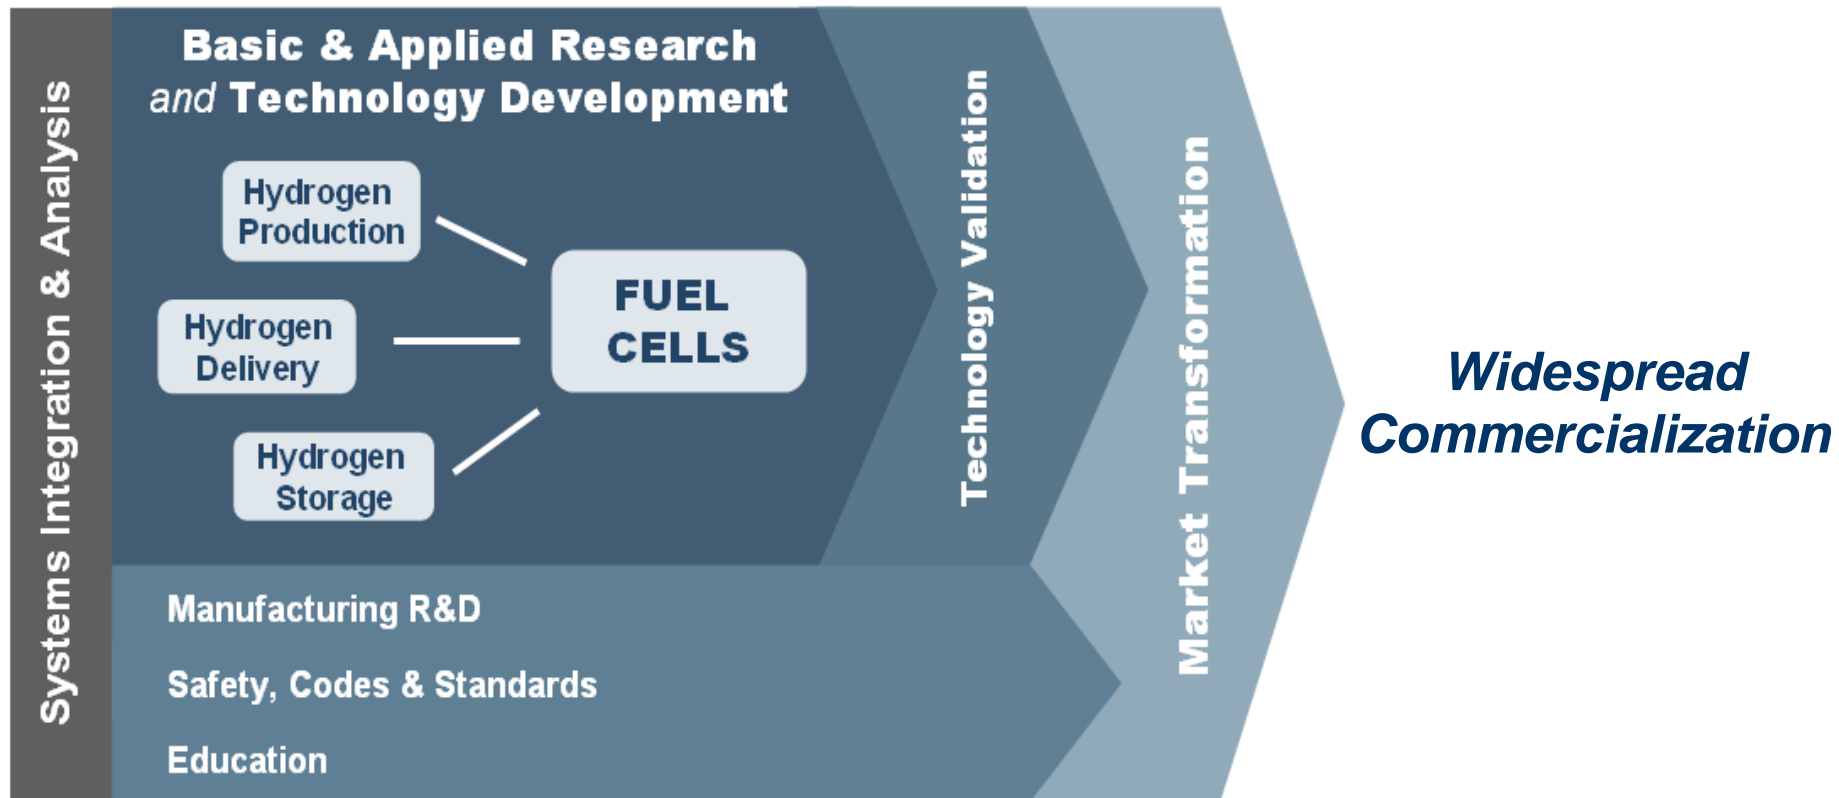 Systems Integration & Analysis
Basic & Applied Research
and Technology Development
Hydrogen
Production
Hydrogen
Delivery
Hydrogen
Storage
FUEL
CELLS
Technology Validation
Market Transformation
Manufacturing R&D
Safety, Codes & Standards
Education
Widespread
Commercialization